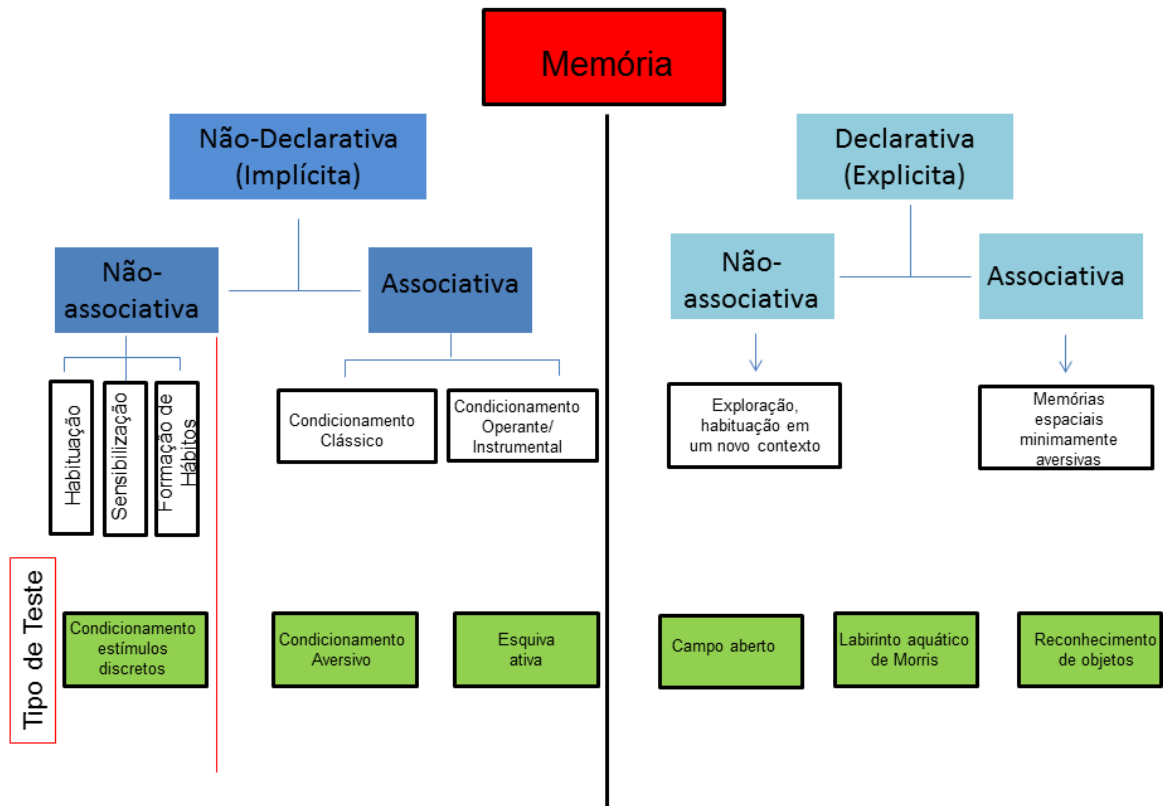 Memória
Não-Declarativa
(Implícita)
Declarativa
(Explicita)
Não-
associativa
Associativa
Não-
associativa
Associativa
Habituação
Sensibilização
Formação de
Hábitos
Condicionamento
Clássico
Condicionamento
Operante/
Instrumental
Exploração,
habituação em
um novo contexto
Memórias
espaciais
minimamente
aversivas
Tipo de Teste
Condicionamento
estímulos
discretos
Condicionamento
Aversivo
Esquiva
ativa
Campo aberto
Labirinto aquático
de Morris
Reconhecimento
de objetos